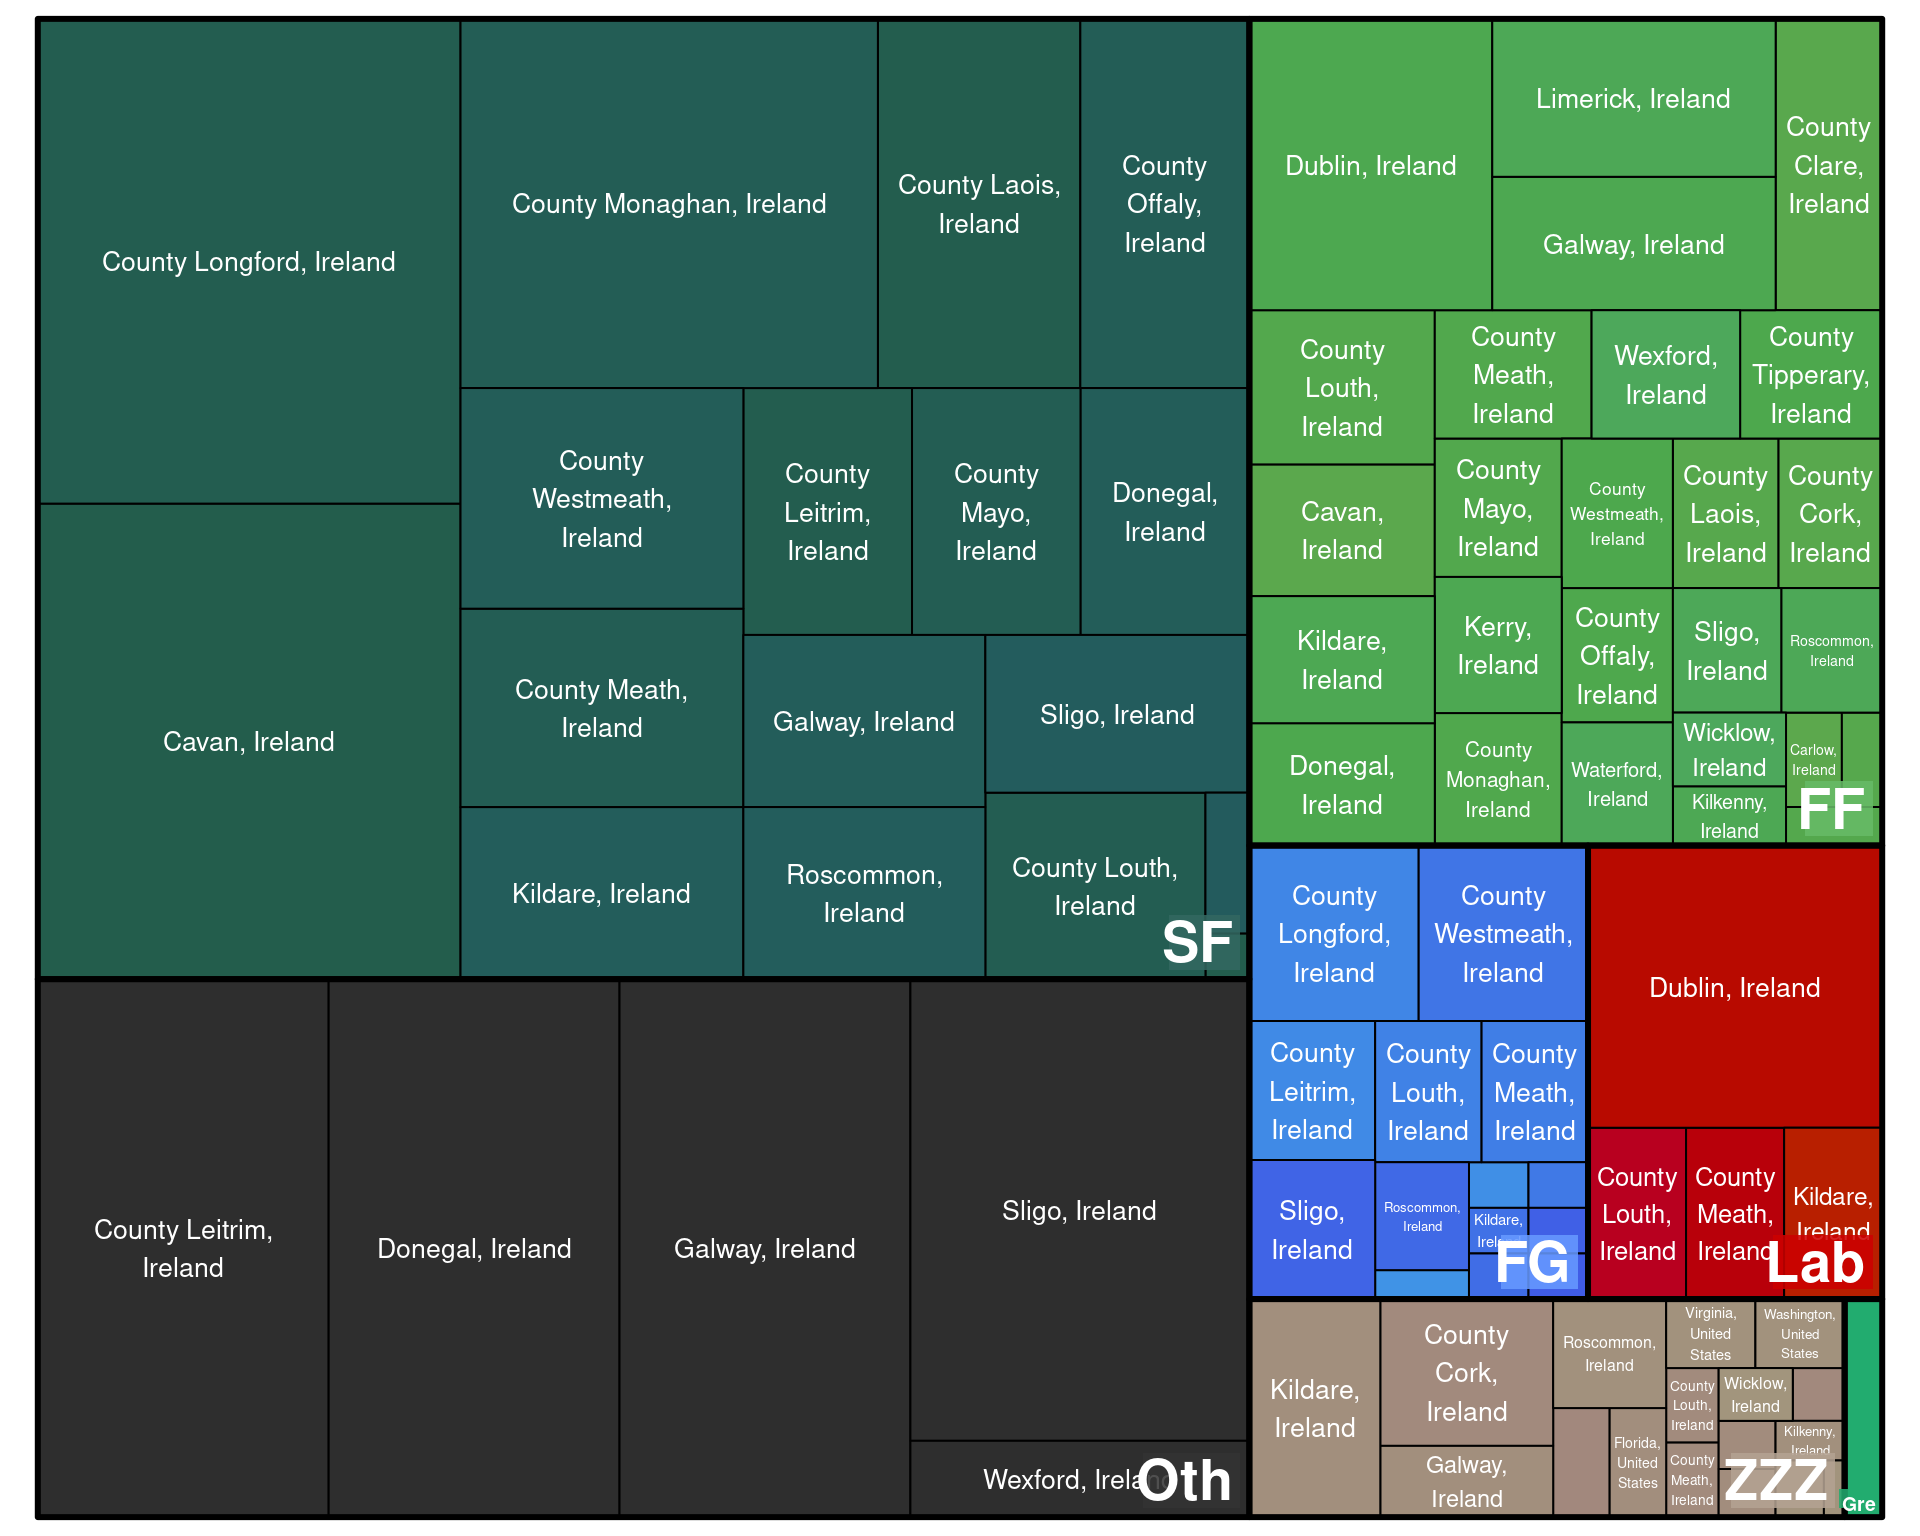 County Longford, Ireland
Cavan, Ireland
County Monaghan, Ireland
County Laois,
Ireland
County
Offaly,
Ireland
County
Westmeath,
Ireland
County
Leitrim,
Ireland
County
Mayo,
Ireland
Donegal,
Ireland
County Meath,
Ireland
Galway, Ireland
Sligo, Ireland
Kildare, Ireland
Roscommon,
Ireland
County Louth,
Ireland
SF
County Leitrim,
Ireland
Donegal, Ireland
Galway, Ireland
Sligo, Ireland
Wexford, Ireland
Oth
Dublin, Ireland
Limerick, Ireland
Galway, Ireland
County
Clare,
Ireland
County
Louth,
Ireland
County
Meath,
Ireland
Wexford,
Ireland
County
Tipperary,
Ireland
Cavan,
Ireland
County
Mayo,
Ireland
County
Westmeath,
Ireland
County
Laois,
Ireland
County
Cork,
Ireland
Kildare,
Ireland
Kerry,
Ireland
County
Offaly,
Ireland
Sligo,
Ireland
Roscommon,
Ireland
Donegal,
Ireland
County
Monaghan,
Ireland
Waterford,
Ireland
Wicklow,
Ireland
Kilkenny,
Ireland
Carlow,
Ireland
FF
County
Longford,
Ireland
County
Westmeath,
Ireland
County
Leitrim,
Ireland
County
Louth,
Ireland
County
Meath,
Ireland
Sligo,
Ireland
Roscommon,
Ireland
Kildare,
Ireland
FG
Dublin, Ireland
County
Louth,
Ireland
County
Meath,
Ireland
Kildare,
Ireland
Lab
Kildare,
Ireland
County
Cork,
Ireland
Galway,
Ireland
Roscommon,
Ireland
Florida,
United
States
Virginia,
United
States
Washington,
United
States
County
Louth,
Ireland
Wicklow,
Ireland
County
Meath,
Ireland
Kilkenny,
Ireland
ZZZ
Gre